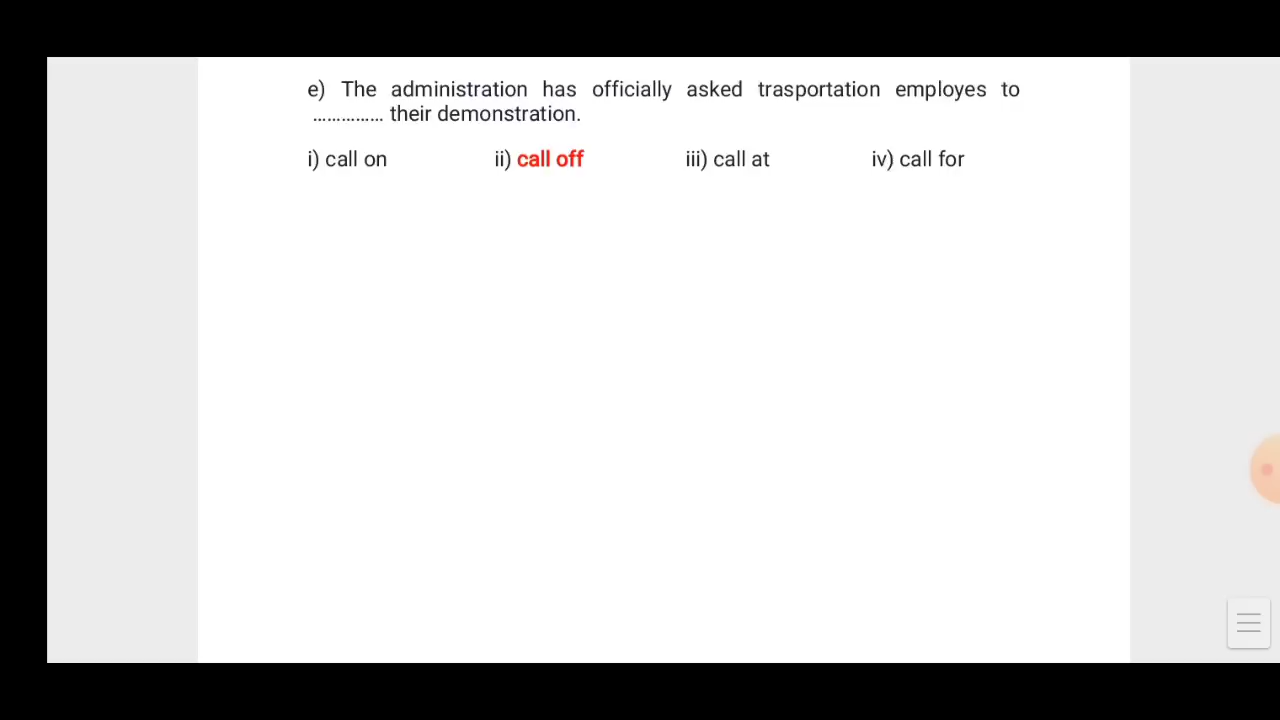 e) The administration has officially asked trasportation employes to
............... their demonstration.
i) call on ii) call off iii) call at iv) call for